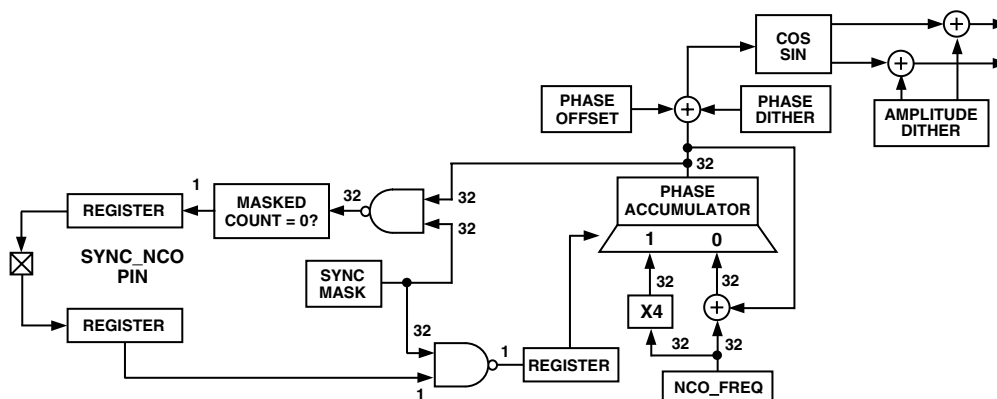 COS
SIN
PHASE
OFFSET
PHASE
DITHER
AMPLITUDE
DITHER
32
1
32
32
32
REGISTER
MASKED
COUNT = 0?
PHASE
ACCUMULATOR
1 0
SYNC_NCO
PIN
SYNC
MASK
32
32
X4
REGISTER
32
1
REGISTER
32
32
1
NCO_FREQ